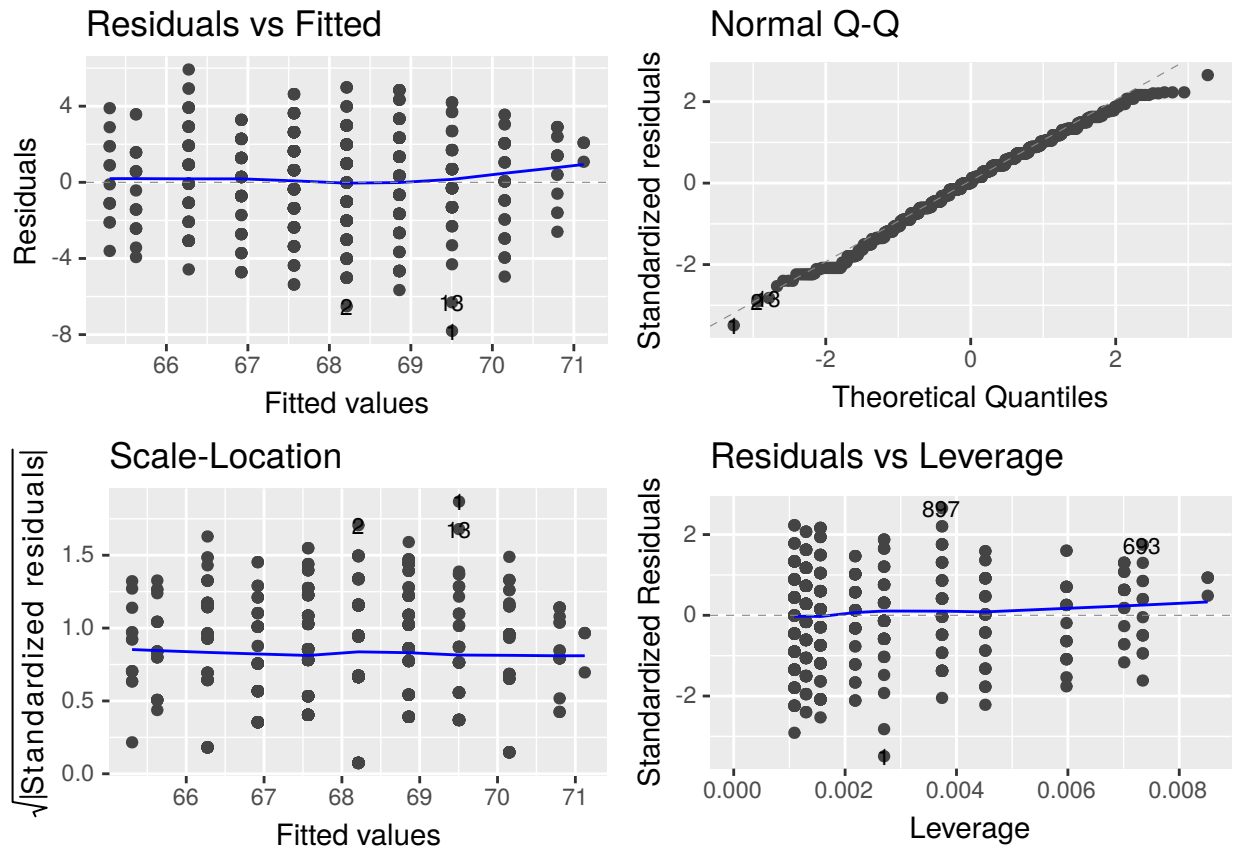 Residuals vs Fitted
Residuals
4
0
-4
-8
2
13
1
66 67 68 69 70 71
Fitted values
Normal Q-Q
Standardized residuals
2
0
-2
2
13
1
-2 0 2
Theoretical Quantiles
Scale-Location
√|Standardized residuals|
1.5
1.0
0.5
0.0
1
2
13
66 67 68 69 70 71
Fitted values
Residuals vs Leverage
Standardized Residuals
2
0
-2
897
693
1
0.000 0.002 0.004 0.006 0.008
Leverage